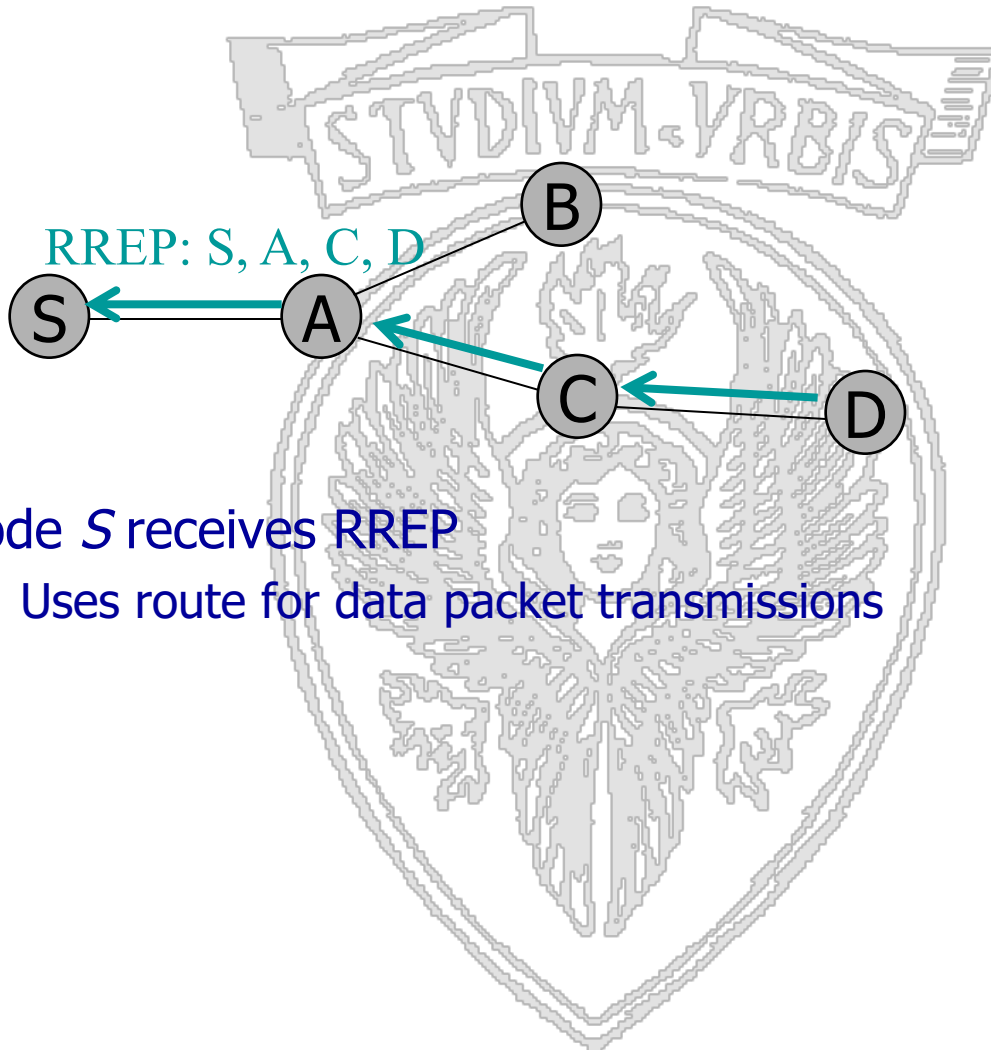 STVDIVM VRBIS
B
RREP: S, A, C, D
S
A
C
D
ode S receives RREP
Uses route for data packet transmissions